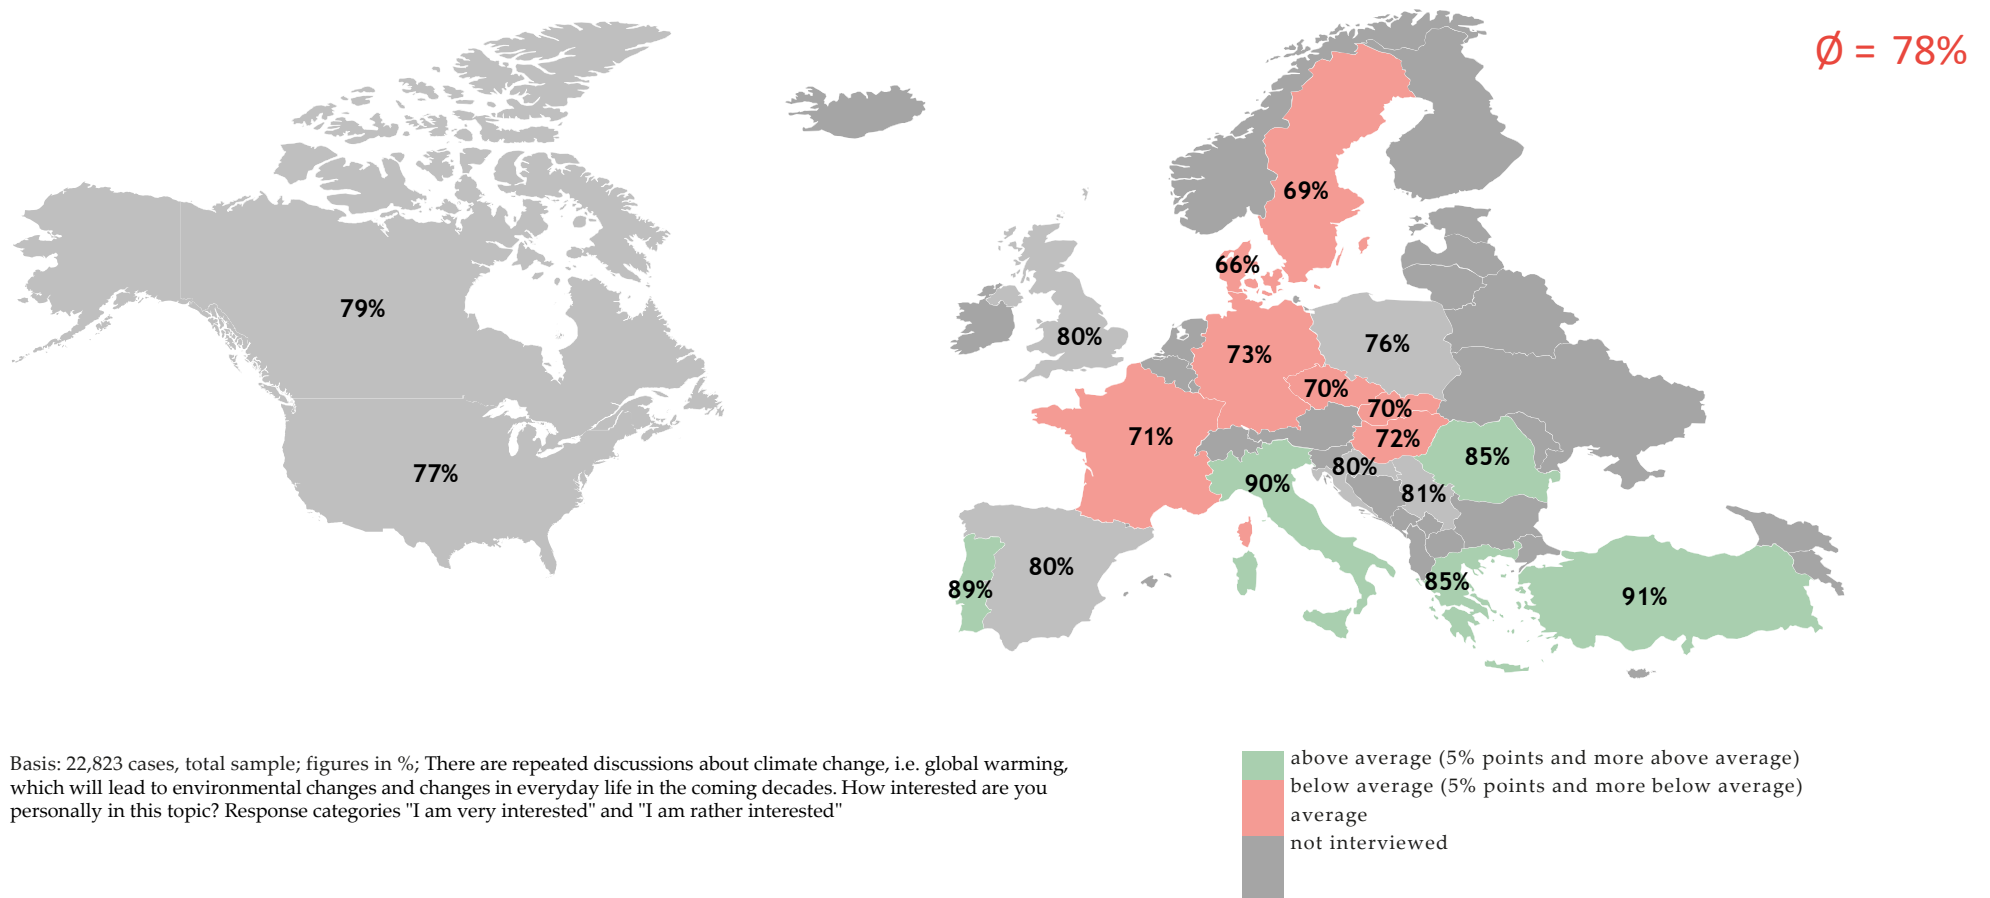 Ø = 78%
69%
66%
79%
80%
76%
73%
70%
70%
71%
72%
80%
85%
77%
90%
81%
80%
89%
85%
91%
Basis: 22,823 cases, total sample; figures in %; There are repeated discussions about climate change, i.e. global warming,
which will lead to environmental changes and changes in everyday life in the coming decades. How interested are you
personally in this topic? Response categories "I am very interested" and "I am rather interested"
above average (5% points and more above average)
below average (5% points and more below average)
average
not interviewed